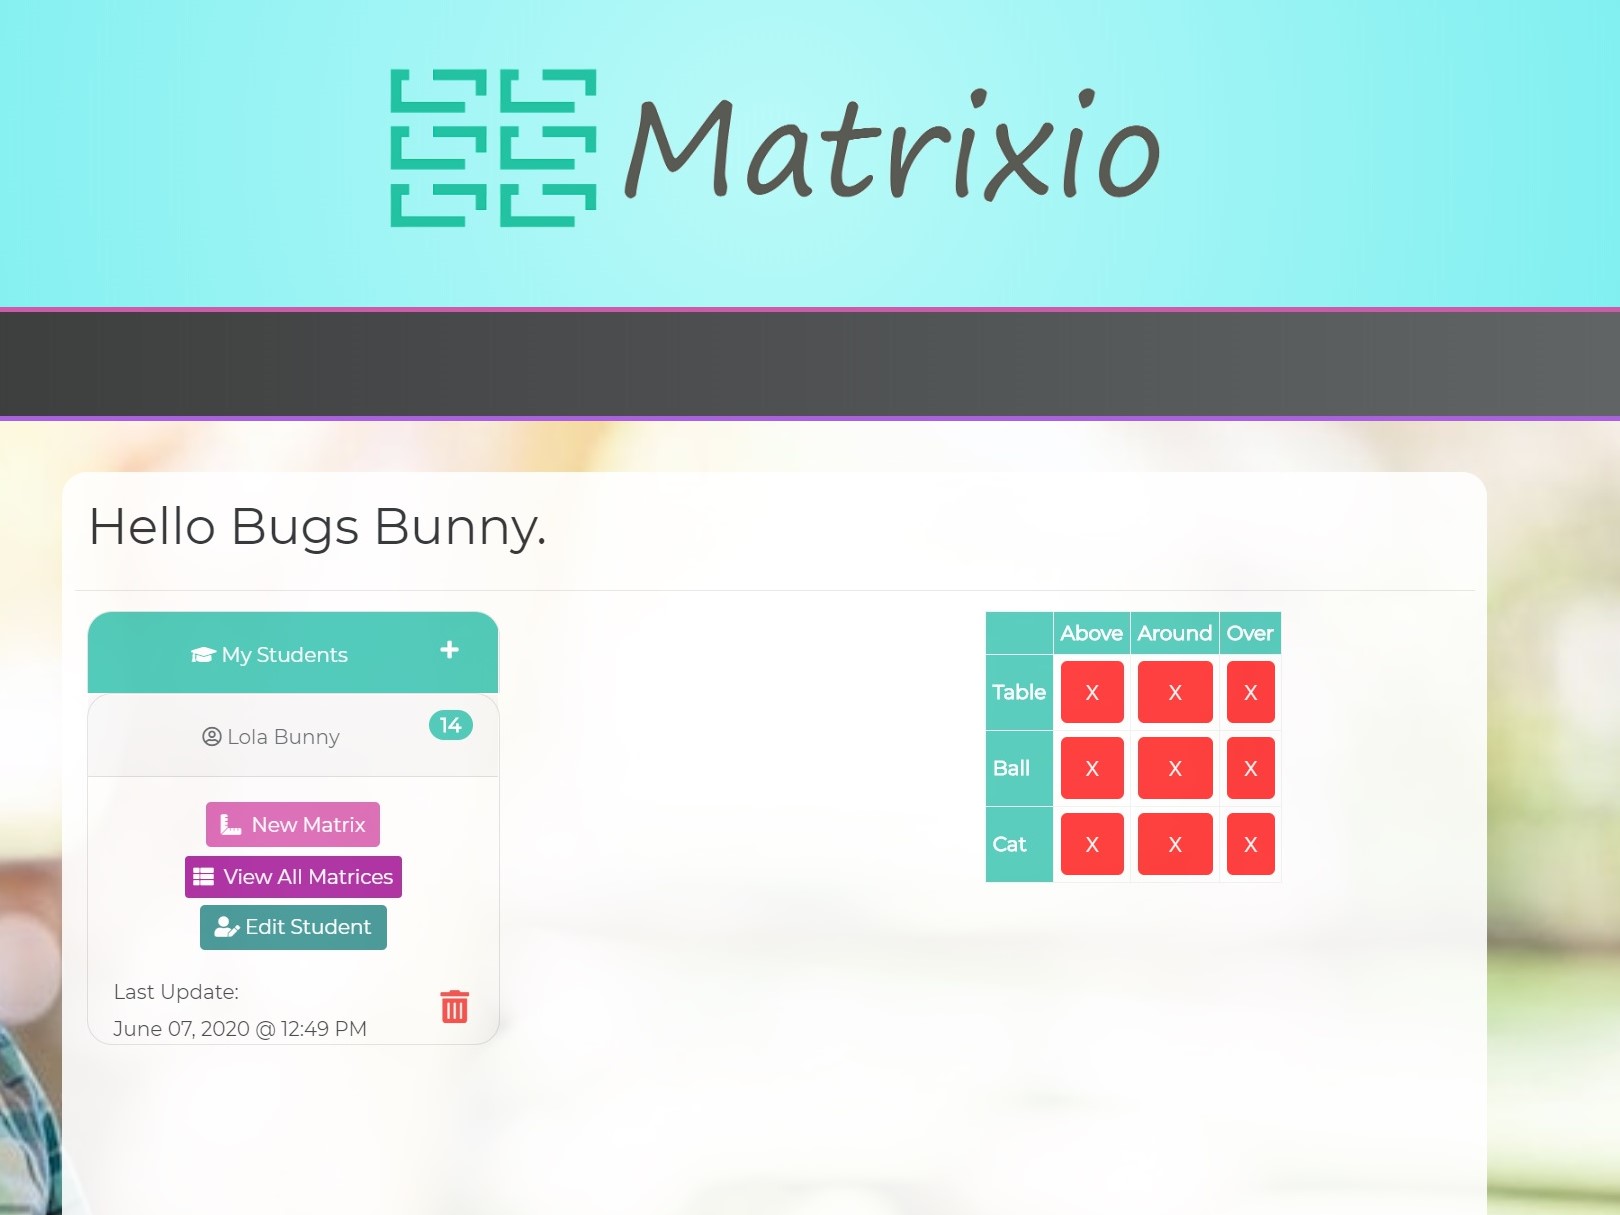 Matrixio
Hello Bugs Bunny.
My Students +
Lola Bunny 14
New Matrix
View All Matrices
Edit Student
Last Update:
June 07, 2020 @ 12:49 PM
Above Around Over
Table X X X
Ball X X X
Cat X X X